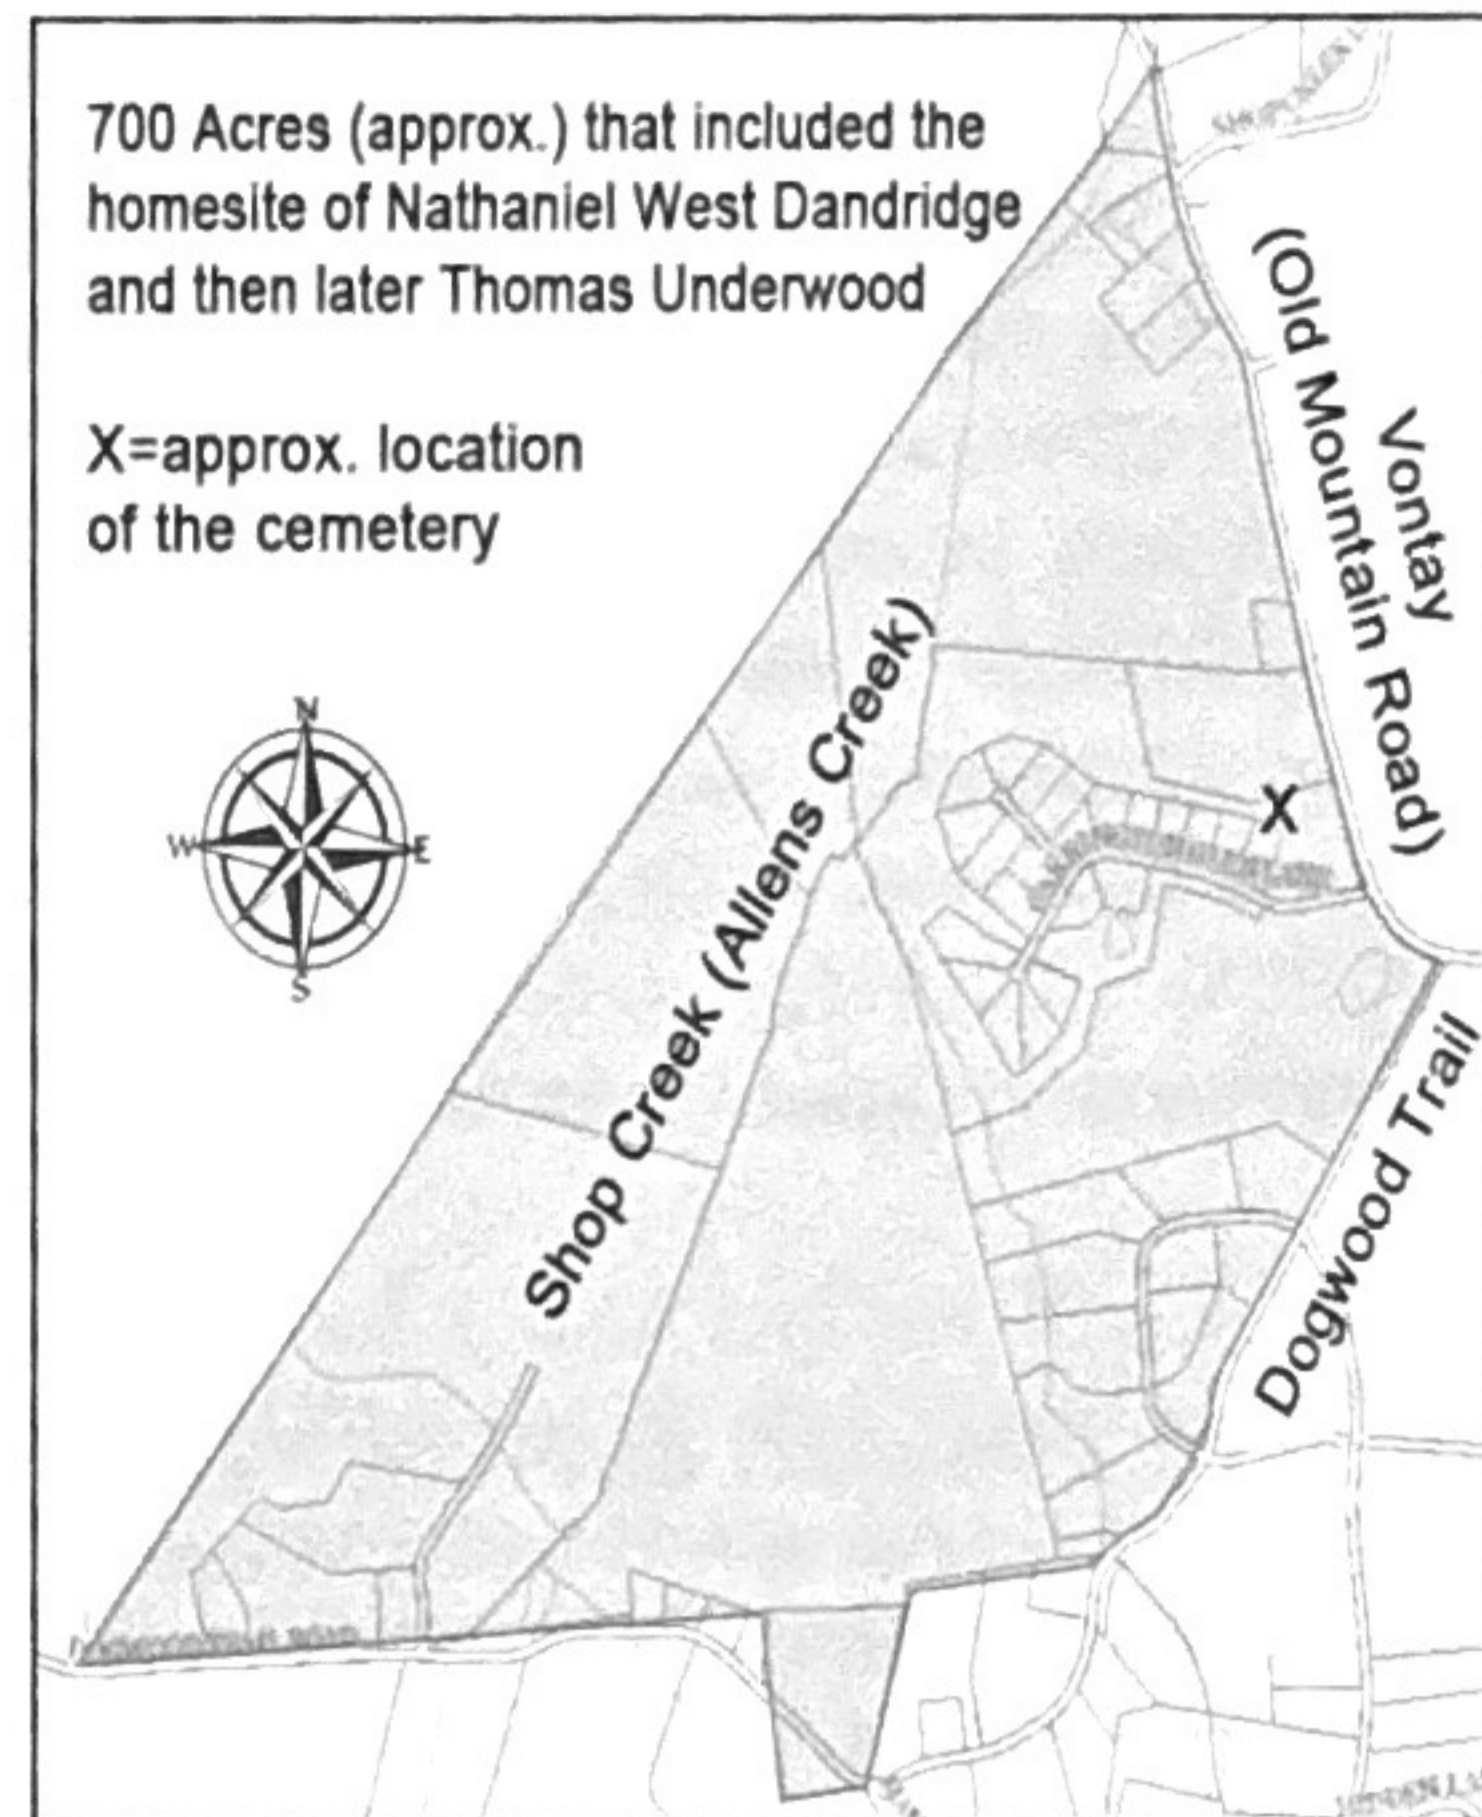 700 Acres (approx.) that included the
homesite of Nathaniel West Dandridge
and then later Thomas Underwood
X=approx. location
of the cemetery
N
W
E
S
(Old Mountain Road)
Vontay
Shop Creek (Allens Creek)
X
Dogwood Trail